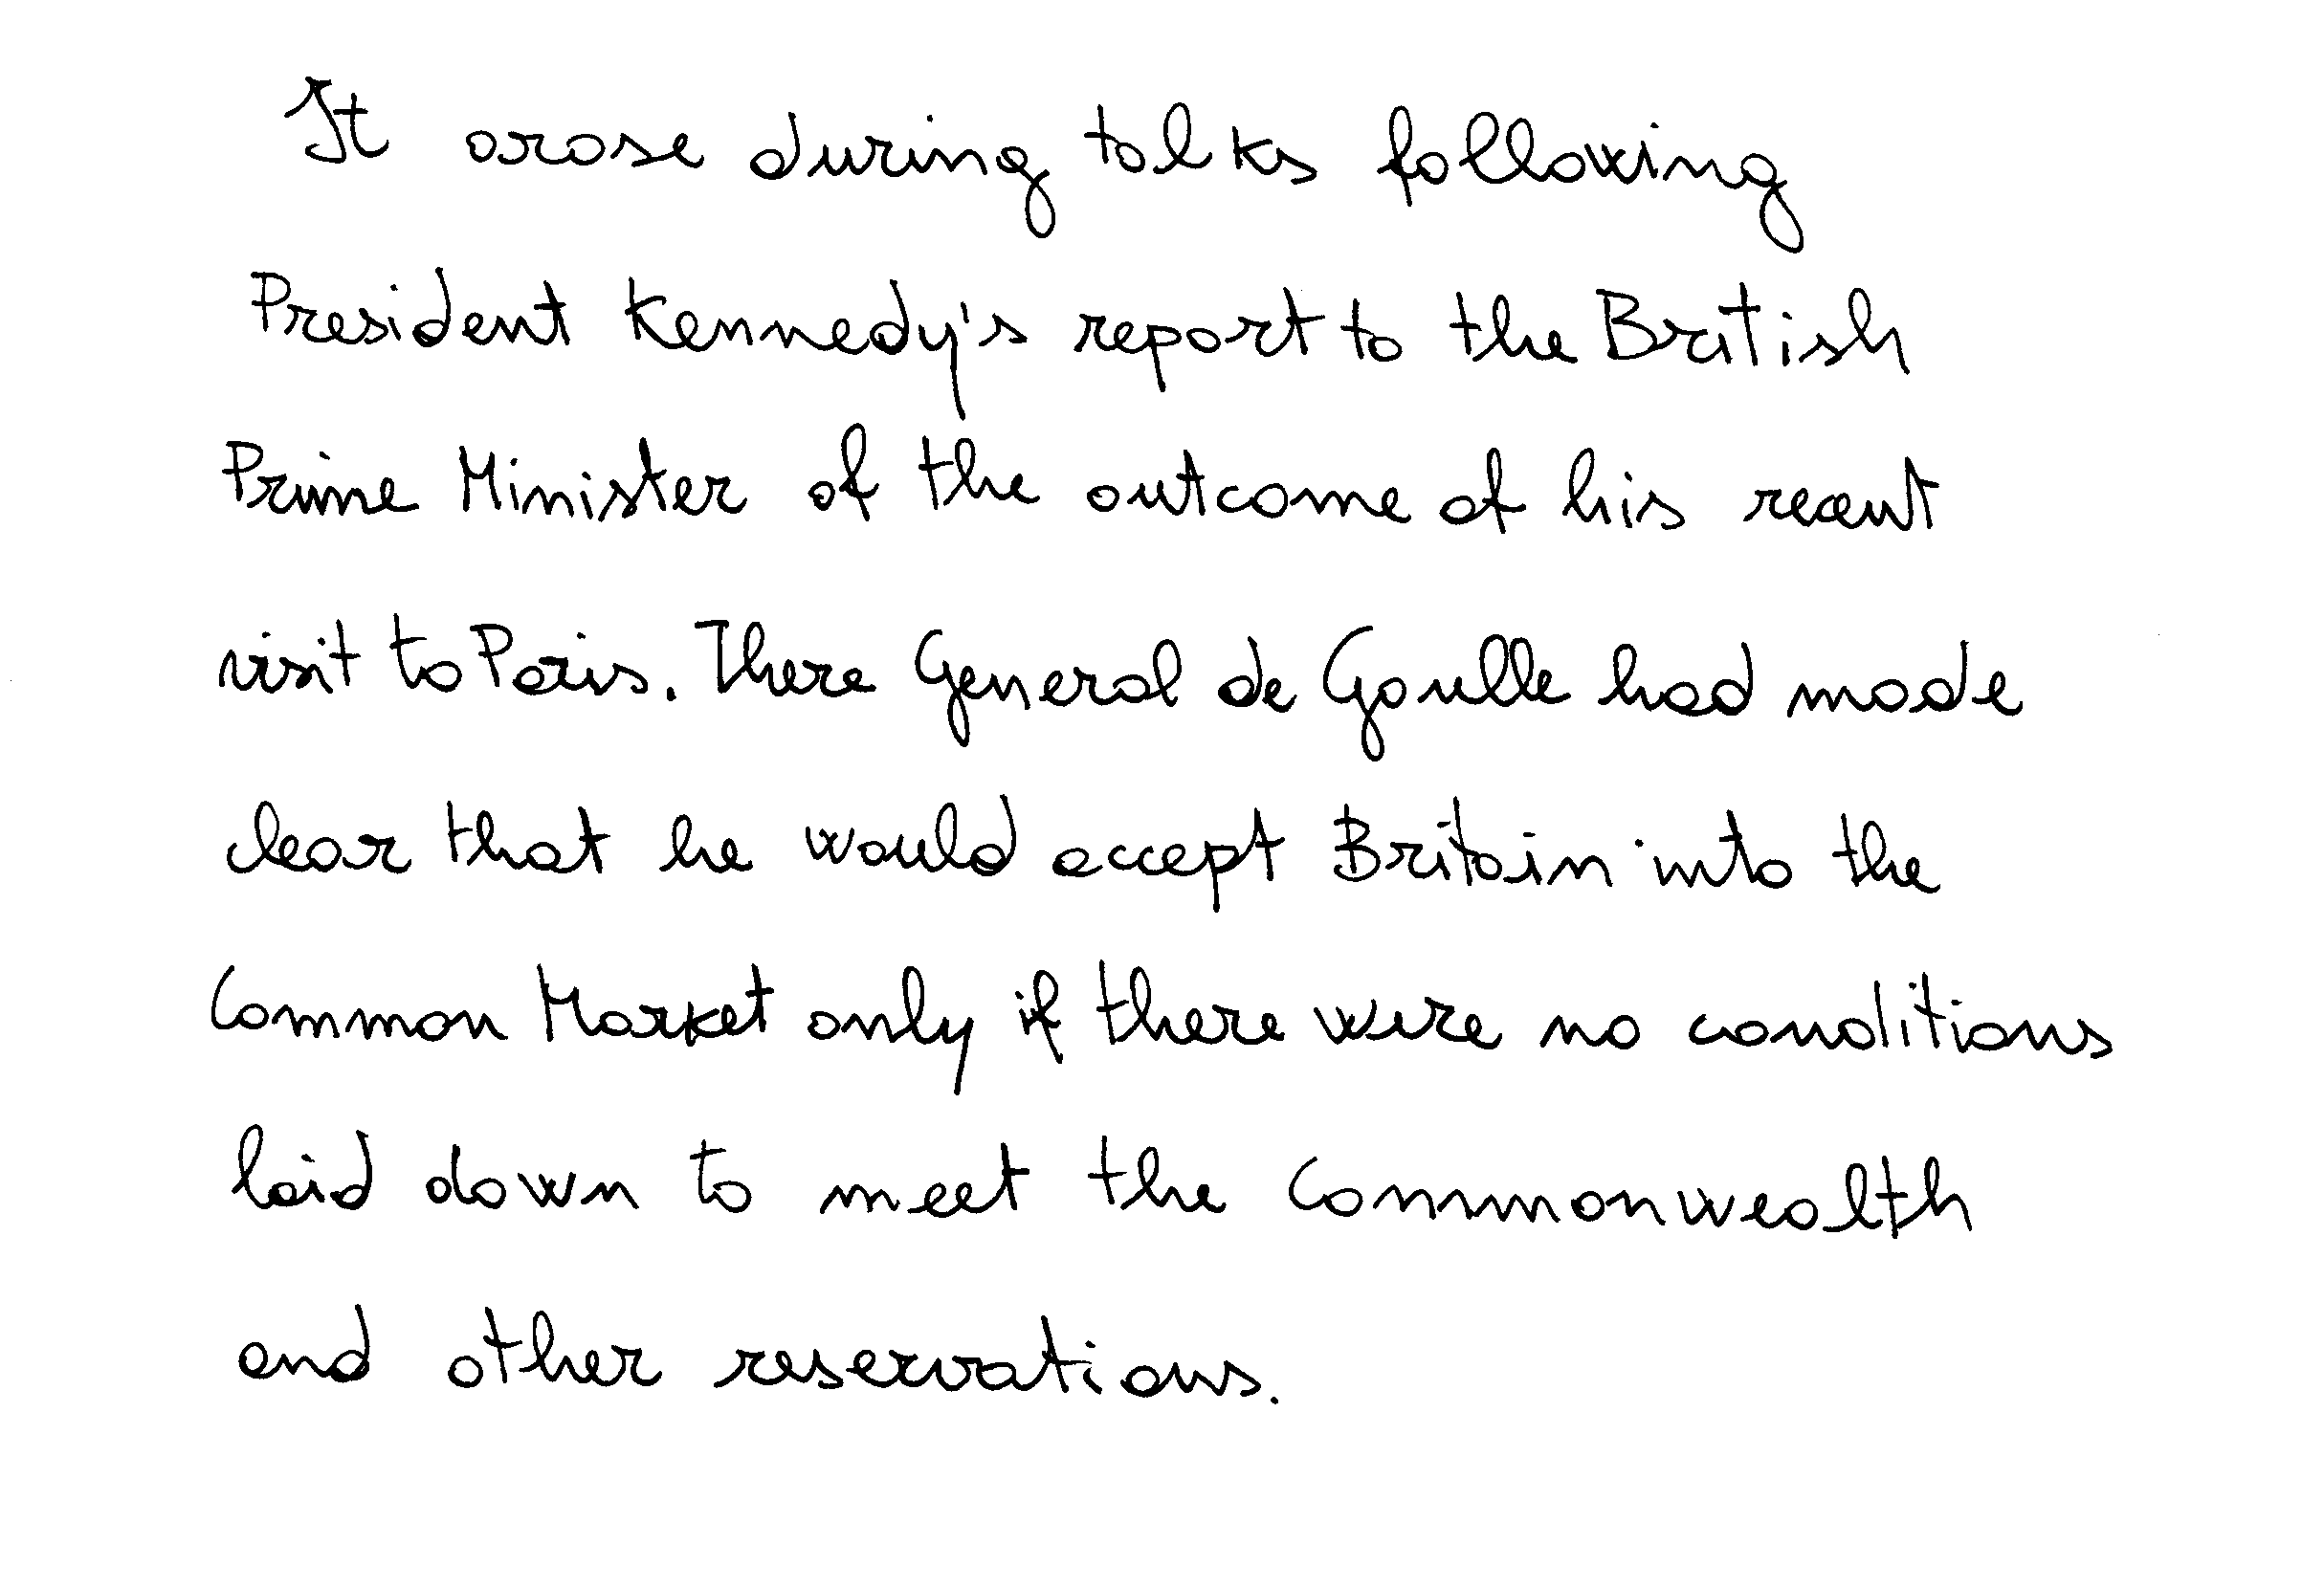 It arose during talks following
President Kennedy's report to the British
Prime Minister of the outcome of his recent
visit to Paris. There General de Gaulle had made
clear that he would accept Britain into the
Common Market only if there were no conditions
laid down to meet the Commonwealth
and other reservations.